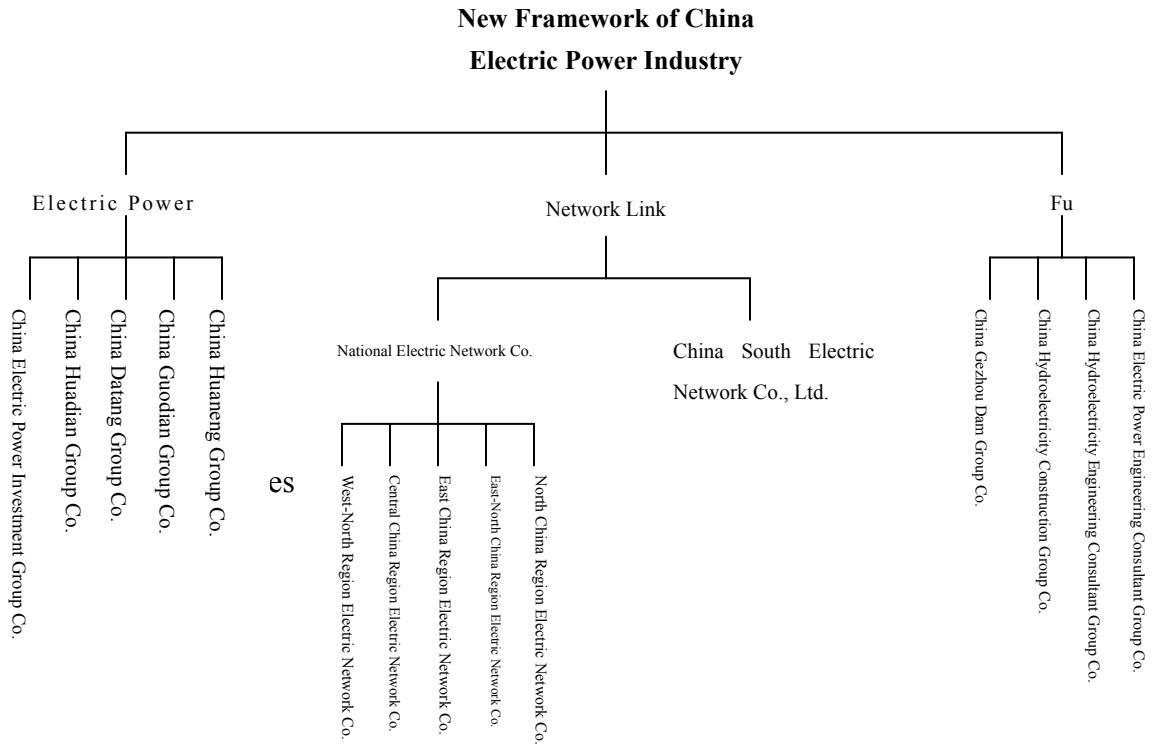 New Framework of China
Electric Power Industry
Electric Power
Network Link
Fu
China Electric Power Investment Group Co.
China Huadian Group Co.
China Datang Group Co.
China Guodian Group Co.
China Huaneng Group Co.
National Electric Network Co.
China South Electric
Network Co., Ltd.
es
West-North Region Electric Network Co.
Central China Region Electric Network Co.
East China Region Electric Network Co.
East-North China Region Electric Network Co.
North China Region Electric Network Co.
China Gezhou Dam Group Co.
China Hydroelectricity Construction Group Co.
China Hydroelectricity Engineering Consultant Group Co.
China Electric Power Engineering Consultant Group Co.